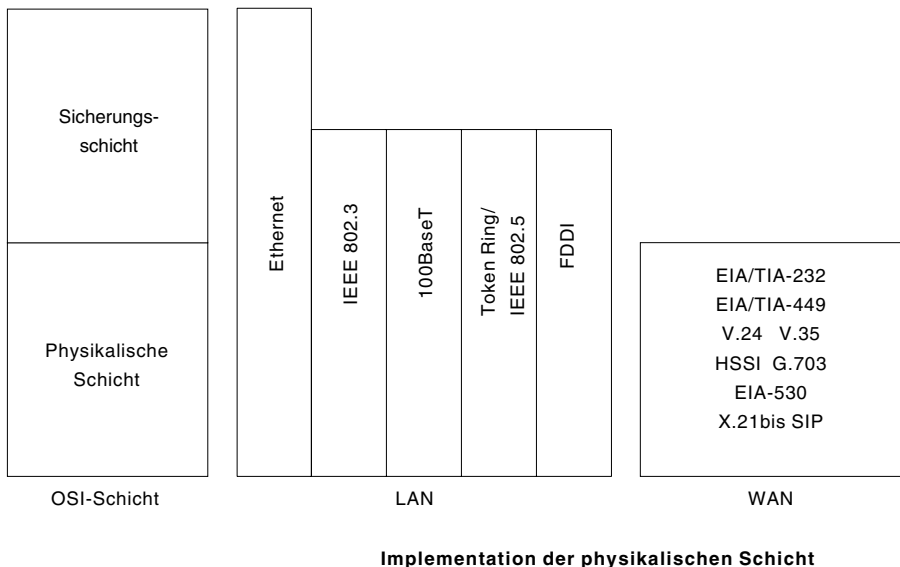 Sicherungs-
schicht
Physikalische
Schicht
OSI-Schicht
Ethernet
IEEE 802.3
100BaseT
Token Ring/
IEEE 802.5
FDDI
LAN
EIA/TIA-232
EIA/TIA-449
V.24 V.35
HSSI G.703
EIA-530
X.21bis SIP
WAN
Implementation der physikalischen Schicht